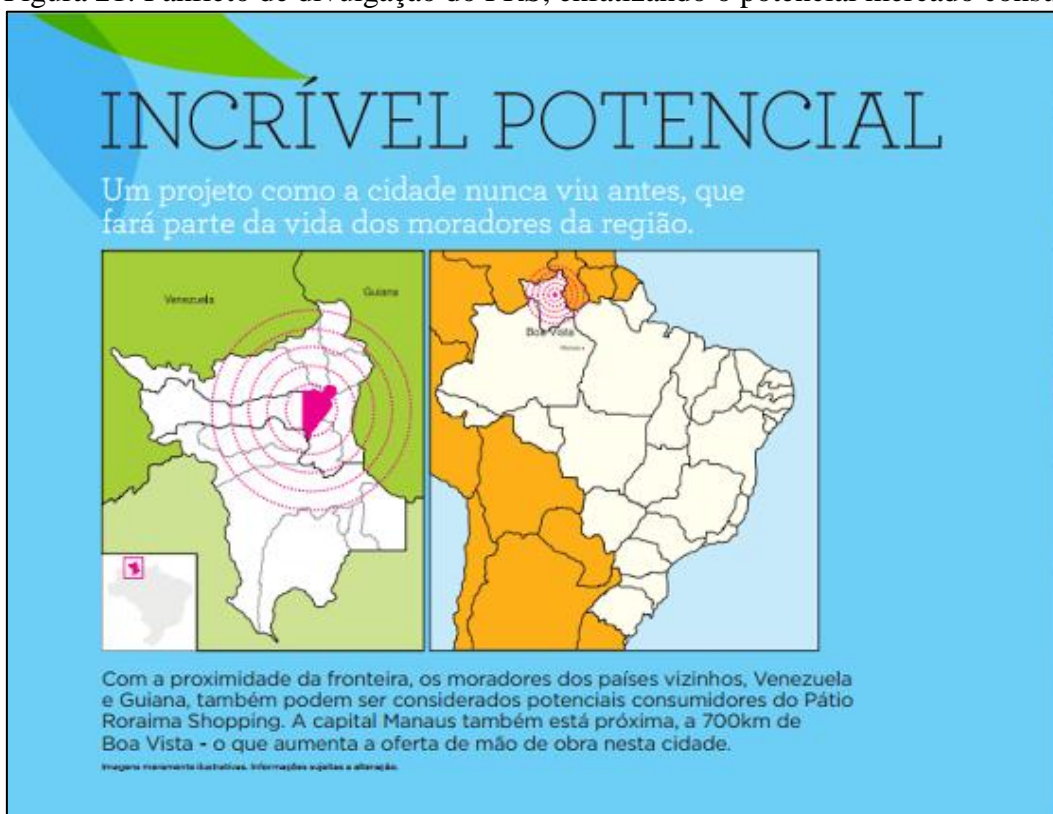 Figura 21: Panfleto de divulgação do PRS, enfatizando o potencial mercado
INCRÍVEL POTENCIAL
Um projeto como a cidade nunca viu antes, que
fará parte da vida dos moradores da região.
Venezuela
Guiana
Boa Vista
Manaus
Com a proximidade da fronteira, os moradores dos países vizinhos, Venezuela
e Guiana, também podem ser considerados potenciais consumidores do Pátio
Roraima Shopping. A capital Manaus também está próxima, a 700km de
Boa Vista - o que aumenta a oferta de mão de obra nesta cidade.
Imagens meramente ilustrativas. Informações sujeitas a alteração.